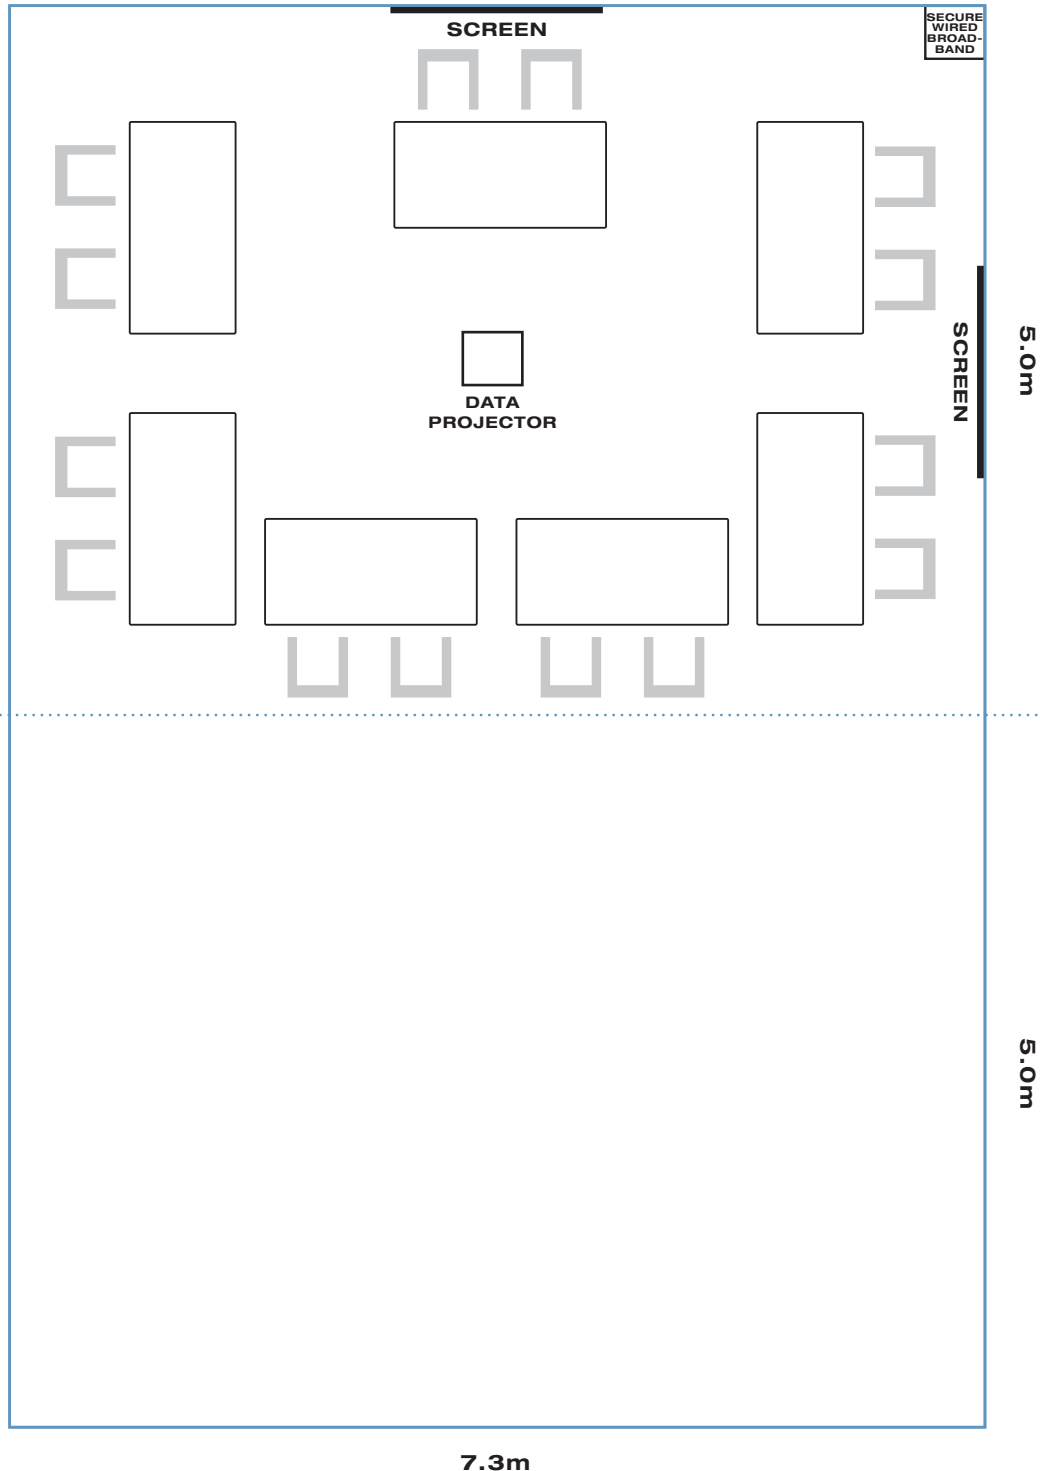 SCREEN
SECURE
WIRED
BROAD-
BAND
SCREEN
5.0m
DATA
PROJECTOR
5.0m
7.3m